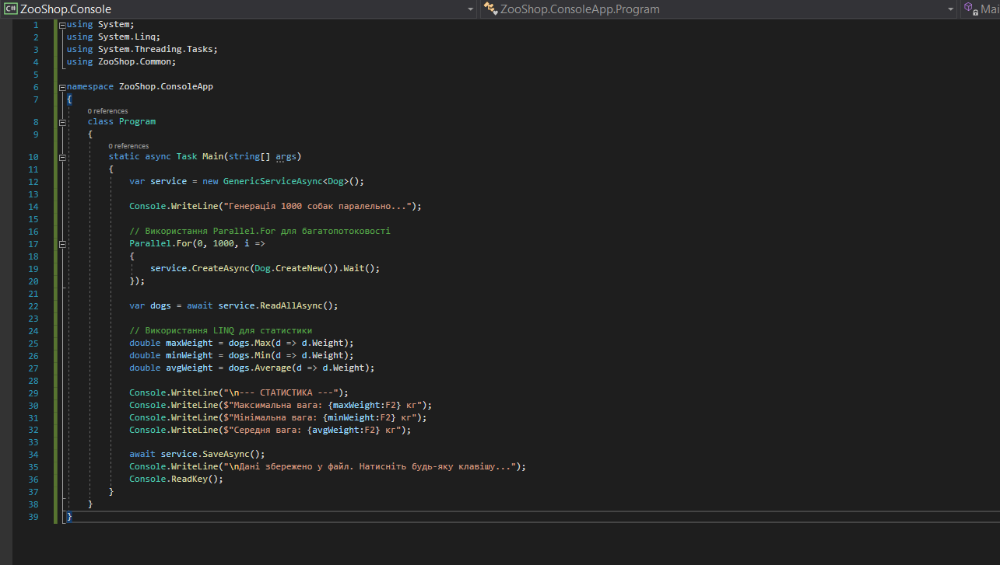 C# ZooShop.Console ZooShop.ConsoleApp.Program Mai
1 using System;
2 using System.Linq;
3 using System.Threading.Tasks;
4 using ZooShop.Common;
5
6 namespace ZooShop.ConsoleApp
7 {
0 references
8 class Program
9 {
0 references
10 static async Task Main(string[] args)
11 {
12 var service = new GenericServiceAsync<Dog>();
13
14 Console.WriteLine("Генерація 1000 собак паралельно...");
15
16 // Використання Parallel.For для багатопотоковості
17 Parallel.For(0, 1000, i =>
18 {
19 service.CreateAsync(Dog.CreateNew()).Wait();
20 });
21
22 var dogs = await service.ReadAllAsync();
23
24 // Використання LINQ для статистики
25 double maxWeight = dogs.Max(d => d.Weight);
26 double minWeight = dogs.Min(d => d.Weight);
27 double avgWeight = dogs.Average(d => d.Weight);
28
29 Console.WriteLine("\n--- СТАТИСТИКА ---");
30 Console.WriteLine($"Максимальна вага: {maxWeight:F2} кг");
31 Console.WriteLine($"Мінімальна вага: {minWeight:F2} кг");
32 Console.WriteLine($"Середня вага: {avgWeight:F2} кг");
33
34 await service.SaveAsync();
35 Console.WriteLine("\nДані збережено у файл. Натисніть будь-яку клавішу...");
36 Console.ReadKey();
37 }
38 }
39 }